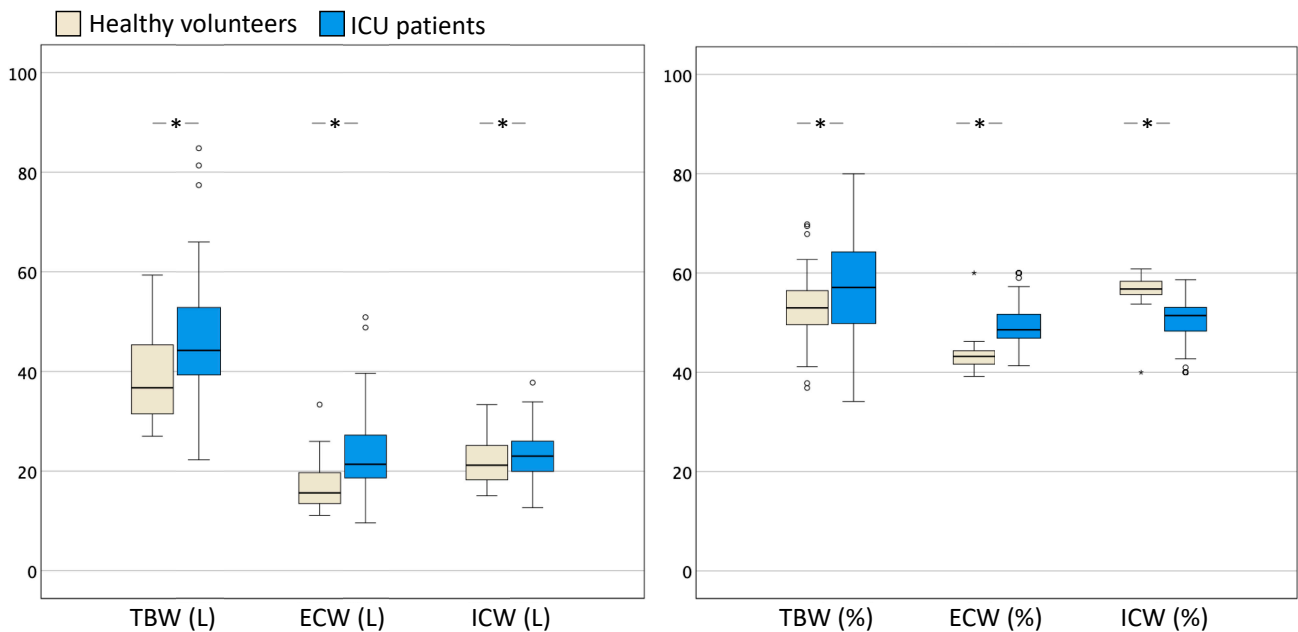 Healthy volunteers ICU patients
100
80
60
40
20
0
* * *
TBW (L) ECW (L) ICW (L)
100
80
60
40
20
0
* * *
TBW (%) ECW (%) ICW (%)